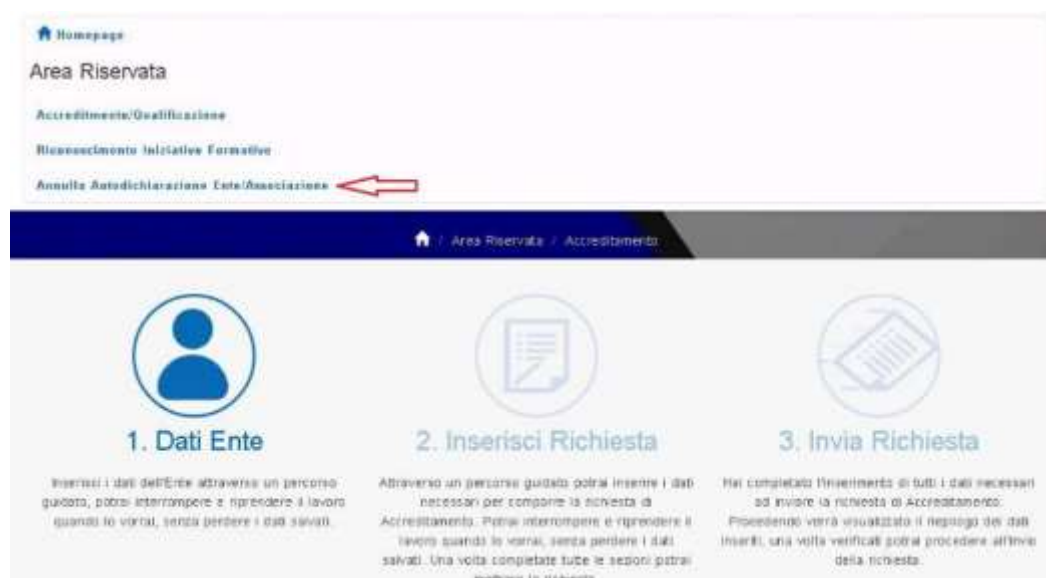 Homepage
Area Riservata
Accreditmento/Qualificazione
Riconoscimento Iniziative Formative
Annulla Autodichiarazione Ente/Associazione
/ Area Riservata / Accreditamento
1. Dati Ente
Inserisci i dati dell'Ente attraverso un percorso
guidato, potrai interrompere e riprendere il lavoro
quando lo vorrai, senza perdere i dati salvati.
2. Inserisci Richiesta
Attraverso un percorso guidato potrai inserire i dati
necessari per comporre la richiesta di
Accreditamento. Potrai interrompere e riprendere il
lavoro quando lo vorrai, senza perdere i dati
salvati. Una volta completate tutte le sezioni potrai
inoltrare la richiesta.
3. Invia Richiesta
Hai completato l'inserimento di tutti i dati necessari
ad inviare la richiesta di Accreditamento.
Procedendo verrà visualizzato il riepilogo dei dati
inseriti, una volta verificati potrai procedere all'invio
della richiesta.